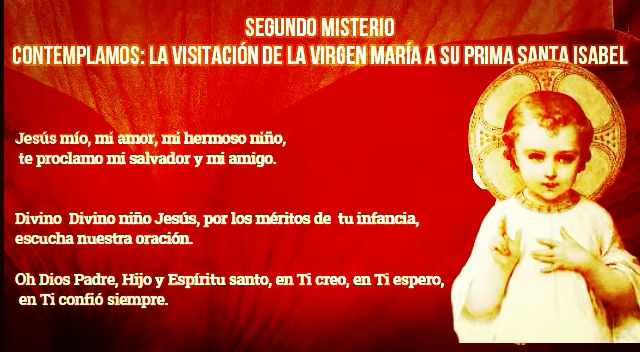 SEGUNDO MISTERIO
CONTEMPLAMOS: LA VISITACIÓN DE LA VIRGEN MARÍA A SU PRIMA SANTA ISABEL
Jesús mío, mi amor, mi hermoso niño,
te proclamo mi salvador y mi amigo.
Divino Divino niño Jesús, por los méritos de tu infancia,
escucha nuestra oración.
Oh Dios Padre, Hijo y Espíritu santo, en Ti creo, en Ti espero,
en Ti confió siempre.